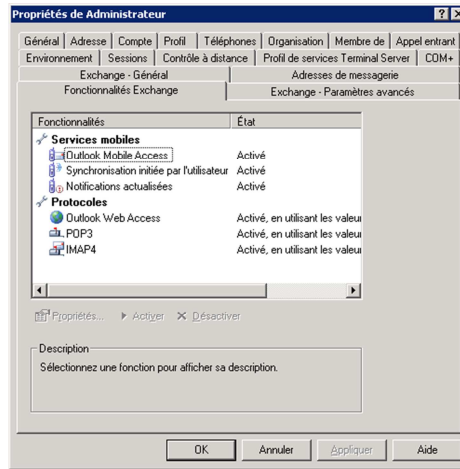 Propriétés de Administrateur
Général Adresse Compte Profil Téléphones Organisation Membre de Appel entrant
Environnement Sessions Contrôle à distance Profil de services Terminal Server COM+
Exchange - Général Adresses de messagerie
Fonctionnalités Exchange Exchange - Paramètres avancés
Fonctionnalités État
Services mobiles
Outlook Mobile Access Activé
Synchronisation initiée par l'utilisateur Activé
Notifications actualisées Activé
Protocoles
Outlook Web Access Activé, en utilisant les valeu
POP3 Activé, en utilisant les valeu
IMAP4 Activé, en utilisant les valeu
Propriétés... Activer Désactiver
Description
Sélectionnez une fonction pour afficher sa description.
OK Annuler Appliquer Aide